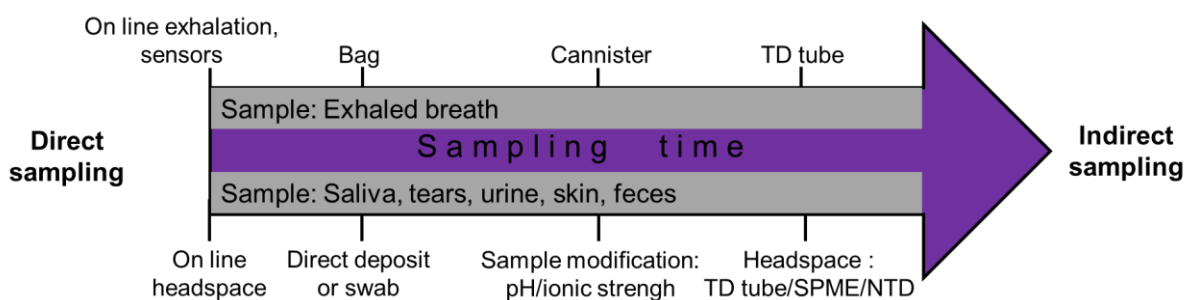 On line exhalation,
sensors
Bag
Cannister
TD tube
Sample: Exhaled breath
Direct
sampling
Sampling time
Indirect
sampling
Sample: Saliva, tears, urine, skin, feces
On line
headspace
Direct deposit
or swab
Sample modification:
pH/ionic strengh
Headspace :
TD tube/SPME/NTD